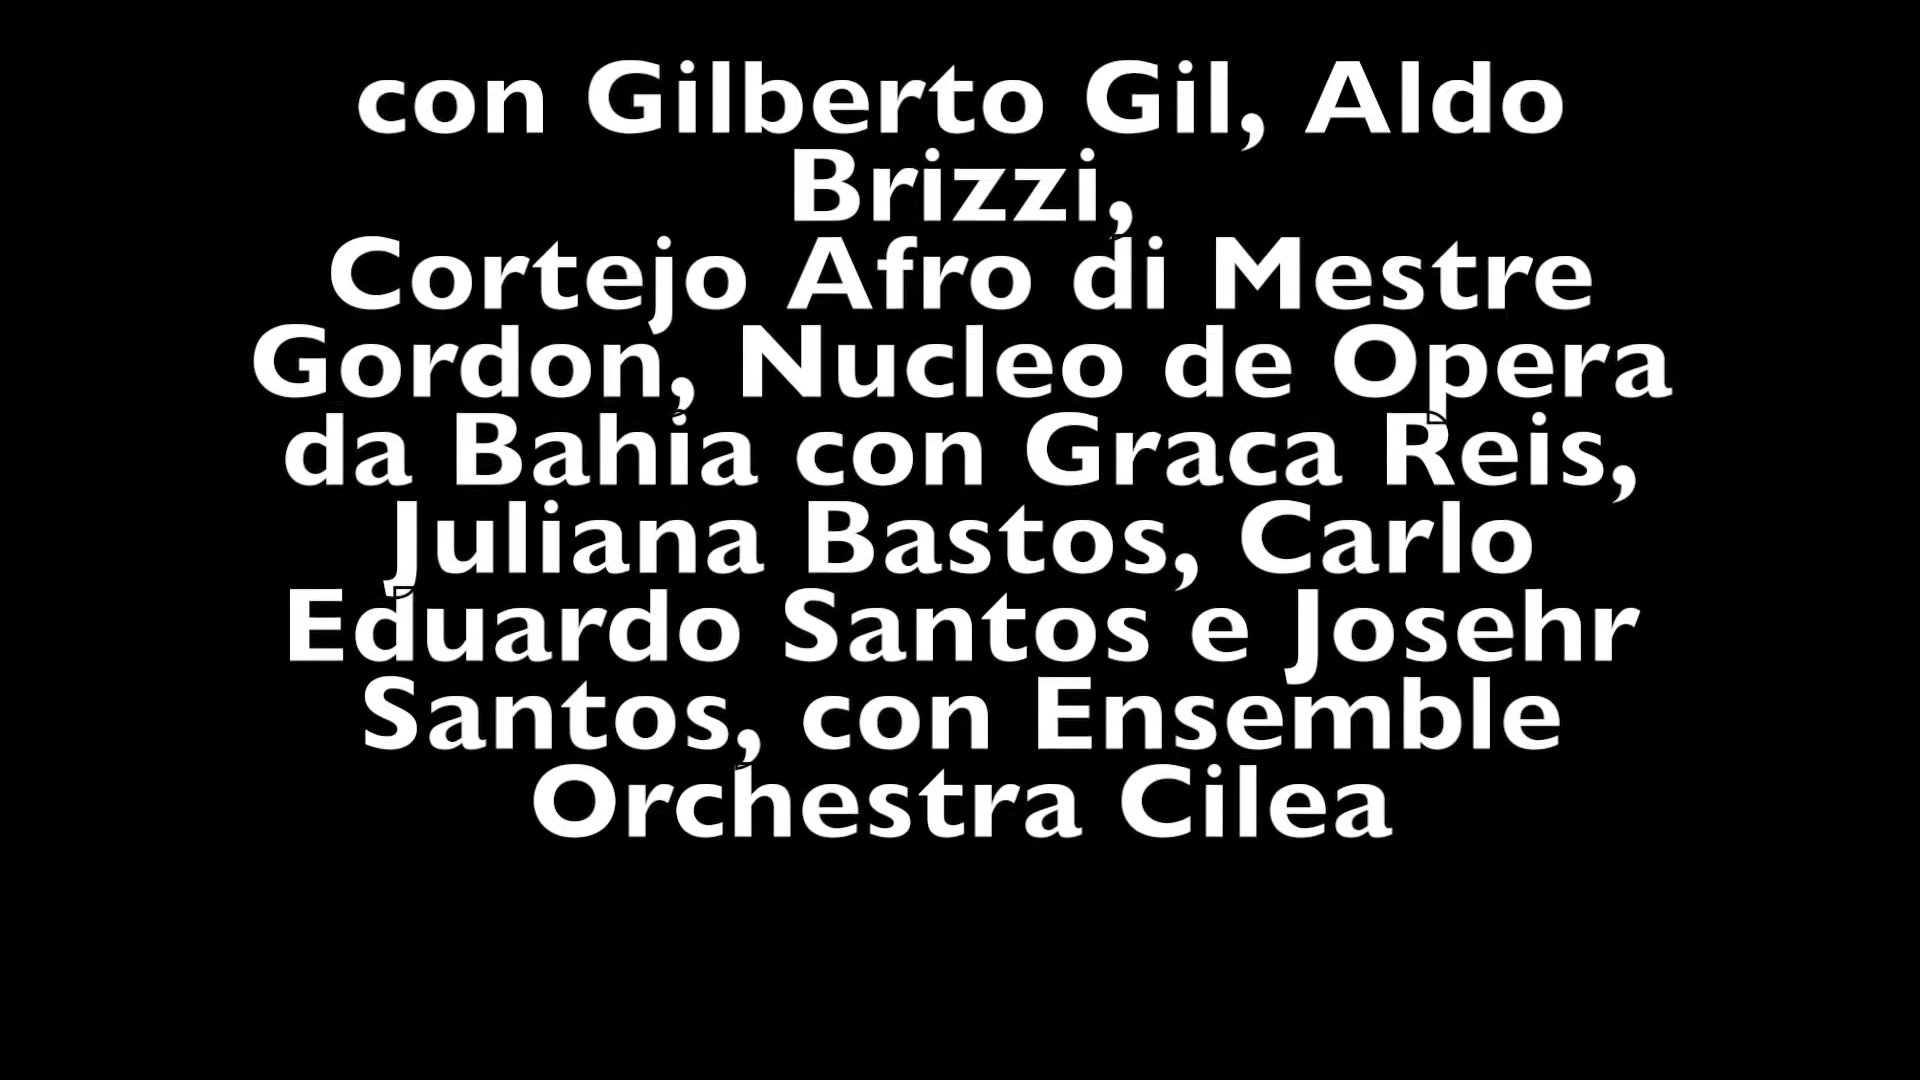 con Gilberto Gil, Aldo
Brizzi,
Cortejo Afro di Mestre
Gordon, Nucleo de Opera
da Bahia con Graca Reis,
Juliana Bastos, Carlo
Eduardo Santos e Josehr
Santos, con Ensemble
Orchestra Cilea